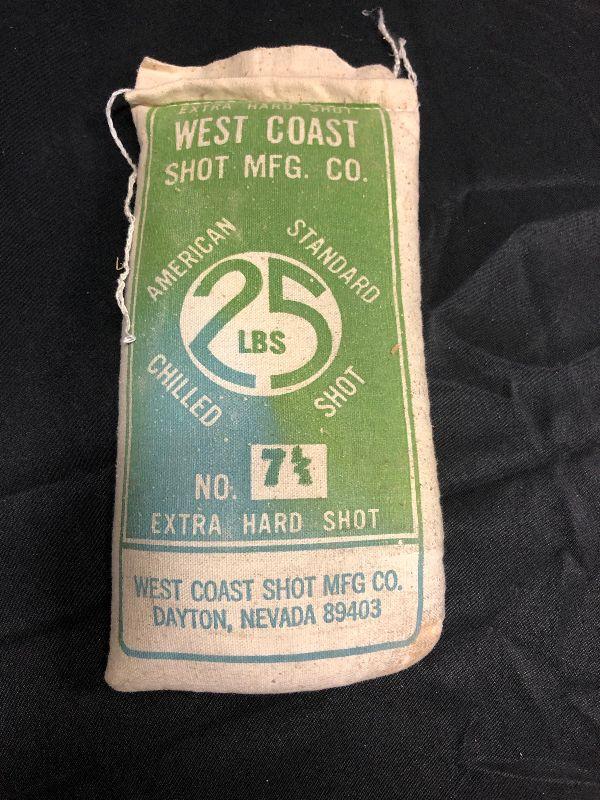 EXTRA HARD SHOT
WEST COAST
SHOT MFG. CO.
AMERICAN STANDARD
25
LBS
CHILLED SHOT
NO. 7½
EXTRA HARD SHOT
WEST COAST SHOT MFG CO.
DAYTON, NEVADA 89403